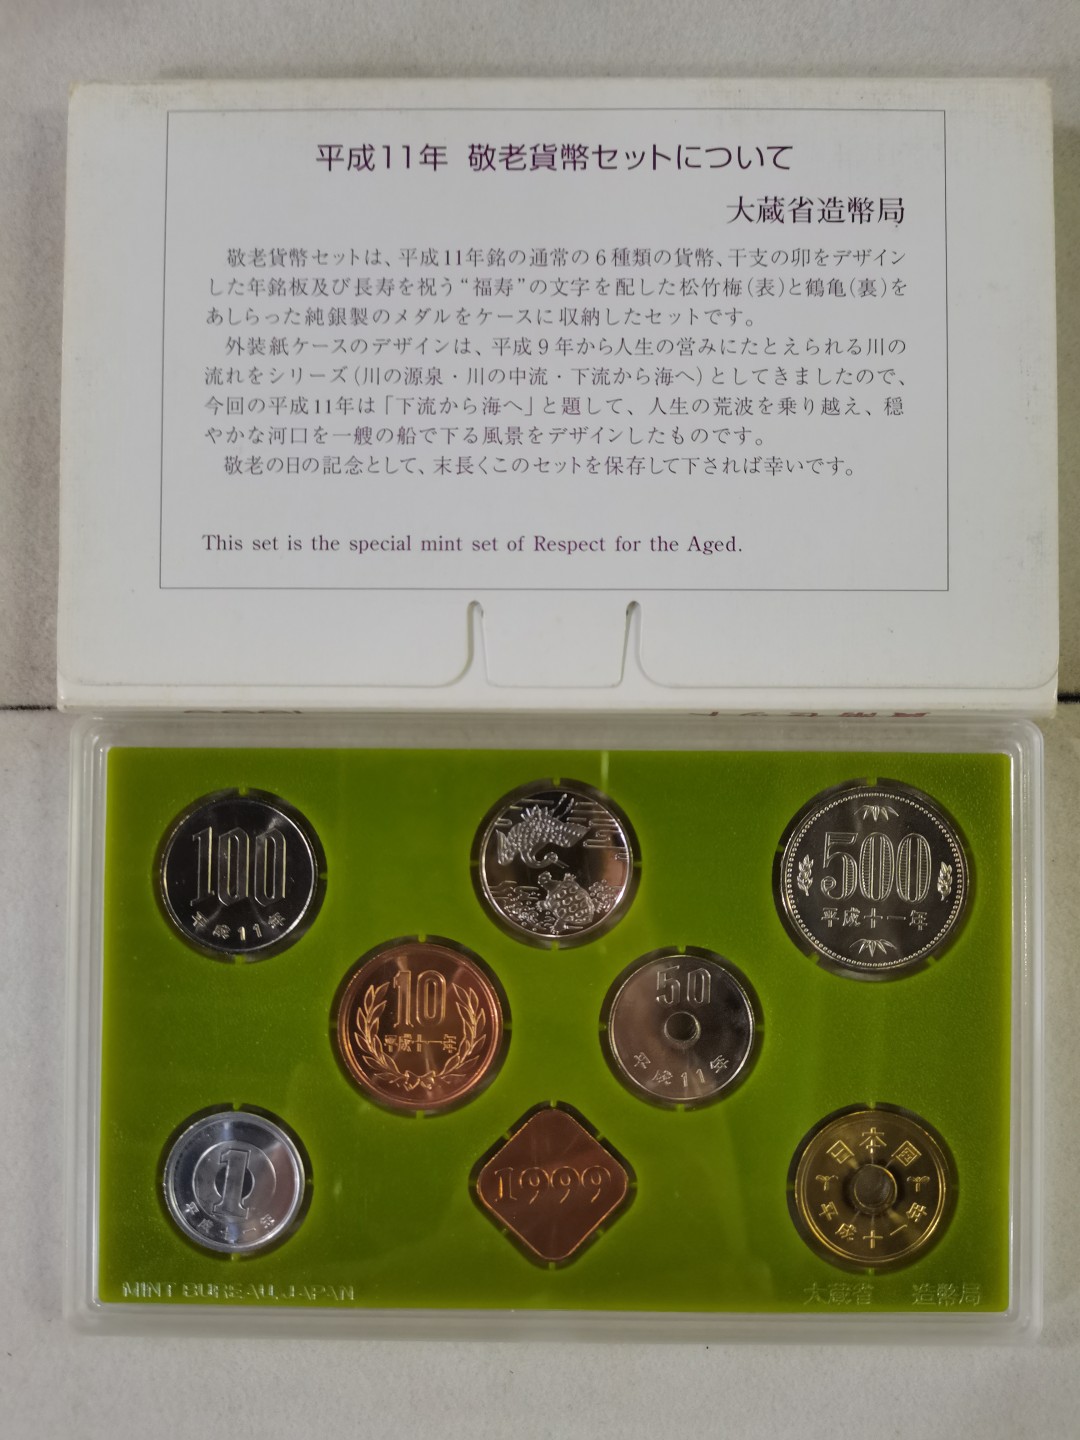 平成11年 敬老貨幣セットについて
大蔵省造幣局
敬老貨幣セットは、平成11年銘の通常の6種類の貨幣、干支の卯をデザイン
した年銘板及び長寿を祝う“福寿”の文字を配した松竹梅(表)と鶴亀(裏)を
あしらった純銀製のメダルをケースに収納したセットです。
外装紙ケースのデザインは、平成9年から人生の営みにたとえられる川の
流れをシリーズ(川の源泉・川の中流・下流から海へ)としてきましたので、
今回の平成11年は「下流から海へ」と題して、人生の荒波を乗り越え、穏
やかな河口を一艘の船で下る風景をデザインしたものです。
敬老の日の記念として、末長くこのセットを保存して下されば幸いです。
This set is the special mint set of Respect for the Aged.
100
平成11年
500
平成十一年
10
平成十一年
50
平成11年
1
平成十一年
1999
日本国
平成十一年
MINT BUREAU, JAPAN
大蔵省 造幣局